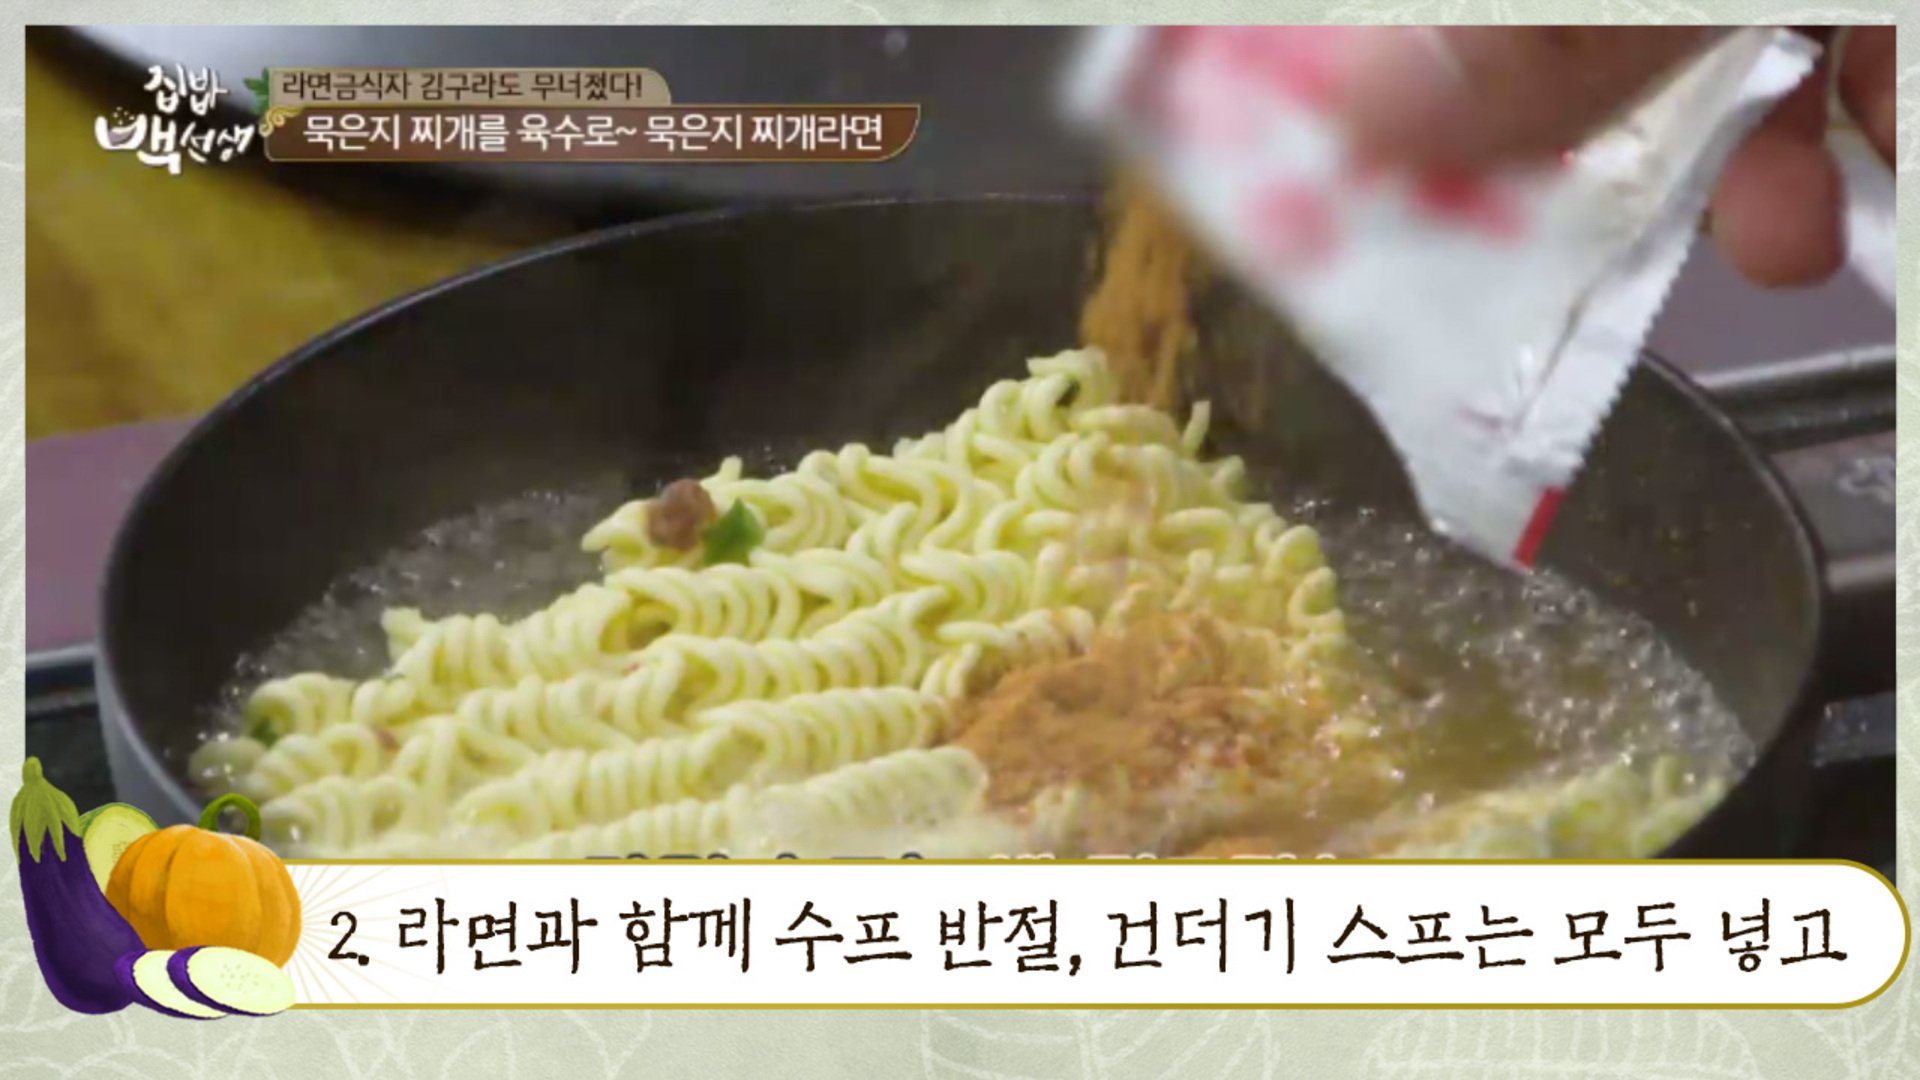 집밥
백선생
라면금식자 김구라도 무너졌다!
묵은지 찌개를 육수로~ 묵은지 찌개라면
2. 라면과 함께 수프 반절, 건더기 스프는 모두 넣고